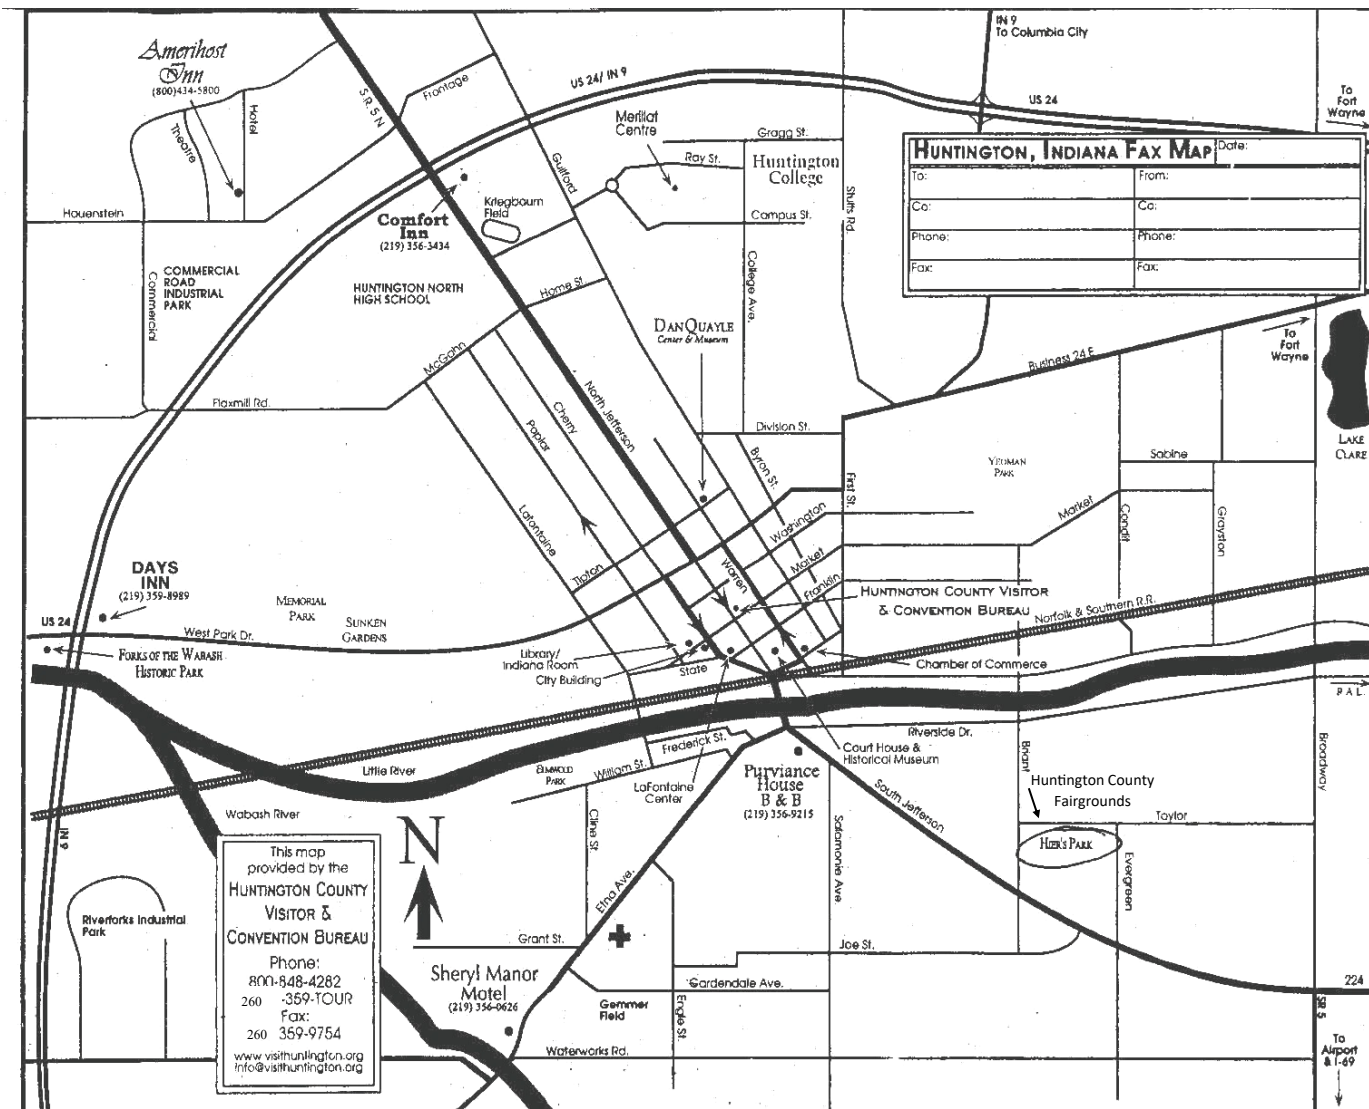 Amerihost
Inn
(800)434-5800
Theatre
Hotel
S.R. 5 N
Frontage
US 24/ IN 9
IN 9
To Columbia City
US 24
To
Fort
Wayne
Merillat
Centre
Gragg St.
Ray St.
Huntington
College
Guilford
Campus St.
Stults Rd.
HUNTINGTON, INDIANA FAX MAP
Date:
To:
From:
Co:
Co:
Phone:
Phone:
Fax:
Fax:
Houenstein
Comfort
Inn
(219) 356-3434
Kriegbaum
Field
COMMERCIAL
ROAD
INDUSTRIAL
PARK
Commercial
HUNTINGTON NORTH
HIGH SCHOOL
Home St.
College Ave.
DAN QUAYLE
Center & Museum
To
Fort
Wayne
Business 24 E
McGahn
Flaxmill Rd.
Cherry
Poplar
North Jefferson
Division St.
Byron St.
First St.
YEOMAN
PARK
Sabine
LAKE
CLARE
Lafontaine
Tipton
Washington
Market
Market
Franklin
Warren
Condit
Grayston
DAYS
INN
(219) 359-8989
US 24
West Park Dr.
MEMORIAL
PARK
SUNKEN
GARDENS
FORKS OF THE WABASH
HISTORIC PARK
HUNTINGTON COUNTY VISITOR
& CONVENTION BUREAU
Norfolk & Southern R.R.
Library/
Indiana Room
City Building
State
Chamber of Commerce
P.A.L.
Little River
Wabash River
ELMWOOD
PARK
Frederick St.
William St.
LaFontaine
Center
Riverside Dr.
Court House &
Historical Museum
Purviance
House
B & B
(219) 356-9215
South Jefferson
Briant
Broadway
Huntington County
Fairgrounds
Taylor
HIER'S PARK
Evergreen
IN 9
N
Cline St
Etna Ave.
Salamonie Ave
Riverforks Industrial
Park
This map
provided by the
HUNTINGTON COUNTY
VISITOR &
CONVENTION BUREAU
Phone:
800-848-4282
260 -359-TOUR
Fax:
260 359-9754
www.visithuntington.org
info@visithuntington.org
Grant St.
Joe St.
Sheryl Manor
Motel
(219) 356-0626
Gemmer
Field
Gardendale Ave.
Engle St.
224
SR 5
Waterworks Rd.
To
Airport
& I-69